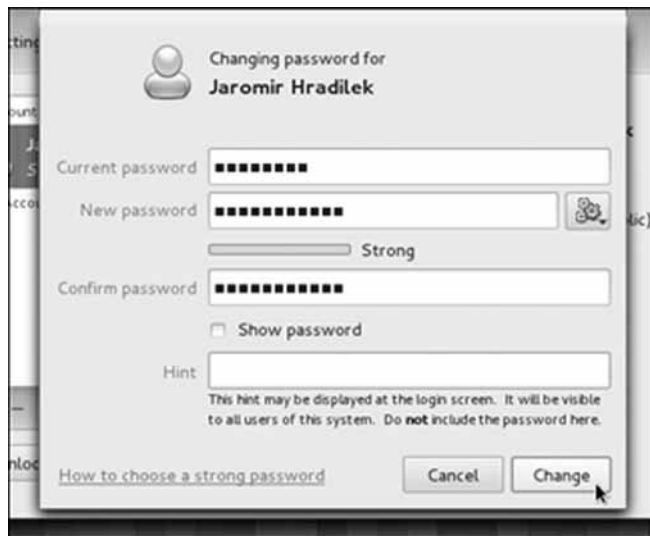 Changing password for
Jaromir Hradilek
Current password
New password
Strong
Confirm password
Show password
Hint
This hint may be displayed at the login screen. It will be visible
to all users of this system. Do not include the password here.
How to choose a strong password
Cancel
Change